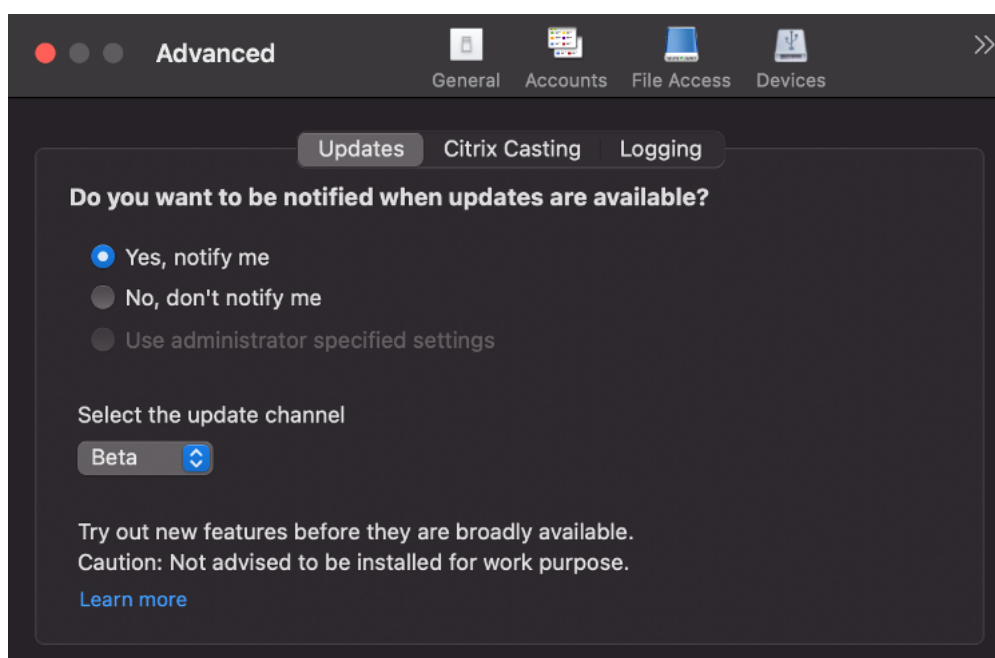 Advanced
General Accounts File Access Devices
Updates Citrix Casting Logging
Do you want to be notified when updates are available?
Yes, notify me
No, don't notify me
Use administrator specified settings
Select the update channel
Beta
Try out new features before they are broadly available.
Caution: Not advised to be installed for work purpose.
Learn more